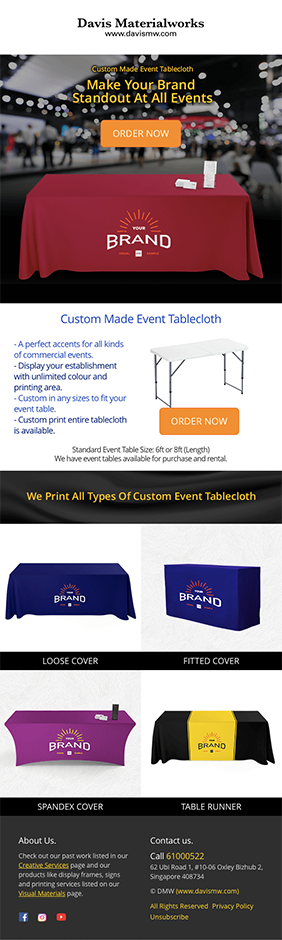 Davis Materialworks
www.davismw.com
Custom Made Event Tablecloth
Make Your Brand
Standout At All Events
ORDER NOW
YOUR
BRAND
Custom Made Event Tablecloth
- A perfect accents for all kinds
of commercial events.
- Display your establishment
with unlimited colour and
printing area.
- Custom in any sizes to fit your
event table.
- Custom print entire tablecloth
is available.
ORDER NOW
Standard Event Table Size: 6ft or 8ft (Length)
We have event tables available for purchase and rental.
We Print All Types Of Custom Event Tablecloth
YOUR
BRAND
YOUR
BRAND
LOOSE COVER
FITTED COVER
YOUR
BRAND
YOUR
BRAND
SPANDEX COVER
TABLE RUNNER
About Us.
Check out our past work listed in our
Creative Services page and our
products like display frames, signs
and printing services listed on our
Visual Materials page.
Contact us.
Call 61000522
62 Ubi Road 1, #10-06 Oxley Bizhub 2,
Singapore 408734
© DMW (www.davismw.com)
All Rights Reserved Privacy Policy
Unsubscribe